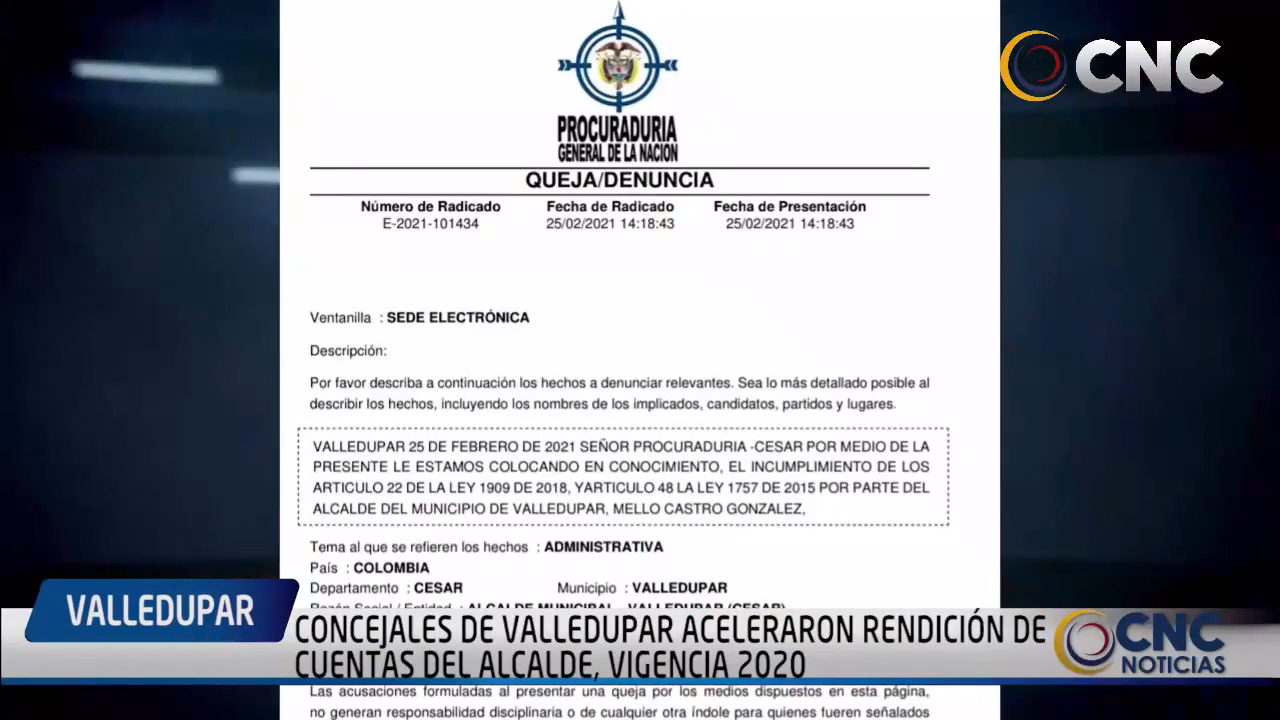 CNC
PROCURADURIA
GENERAL DE LA NACIÓN
QUEJA/DENUNCIA
Número de Radicado Fecha de Radicado Fecha de Presentación
E-2021-101434 25/02/2021 14:18:43 25/02/2021 14:18:43
Ventanilla : SEDE ELECTRÓNICA
Descripción:
Por favor describa a continuación los hechos a denunciar relevantes. Sea lo más detallado posible al
describir los hechos, incluyendo los nombres de los implicados, candidatos, partidos y lugares.
VALLEDUPAR 25 DE FEBRERO DE 2021 SEÑOR PROCURADURIA -CESAR POR MEDIO DE LA
PRESENTE LE ESTAMOS COLOCANDO EN CONOCIMIENTO, EL INCUMPLIMIENTO DE LOS
ARTICULO 22 DE LA LEY 1909 DE 2018, YARTICULO 48 LA LEY 1757 DE 2015 POR PARTE DEL
ALCALDE DEL MUNICIPIO DE VALLEDUPAR, MELLO CASTRO GONZALEZ,
Tema al que se refieren los hechos : ADMINISTRATIVA
País : COLOMBIA
Departamento : CESAR Municipio : VALLEDUPAR
Razón Social / Entidad : ALCALDE MUNICIPAL - VALLEDUPAR (CESAR)
VALLEDUPAR
CONCEJALES DE VALLEDUPAR ACELERARON RENDICIÓN DE
CUENTAS DEL ALCALDE, VIGENCIA 2020
CNC
NOTICIAS
Las acusaciones formuladas al presentar una queja por los medios dispuestos en esta página,
no generan responsabilidad disciplinaria o de cualquier otra índole para quienes fueren señalados